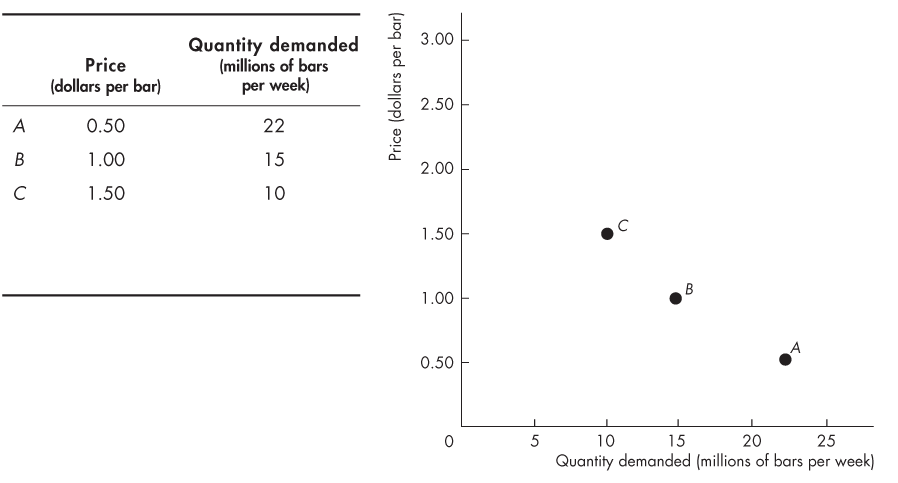 Quantity demanded
Price (millions of bars
(dollars per bar) per week)
A 0.50 22
B 1.00 15
C 1.50 10
Price (dollars per bar)
3.00
2.50
2.00
1.50
1.00
0.50
C
B
A
0 5 10 15 20 25
Quantity demanded (millions of bars per week)